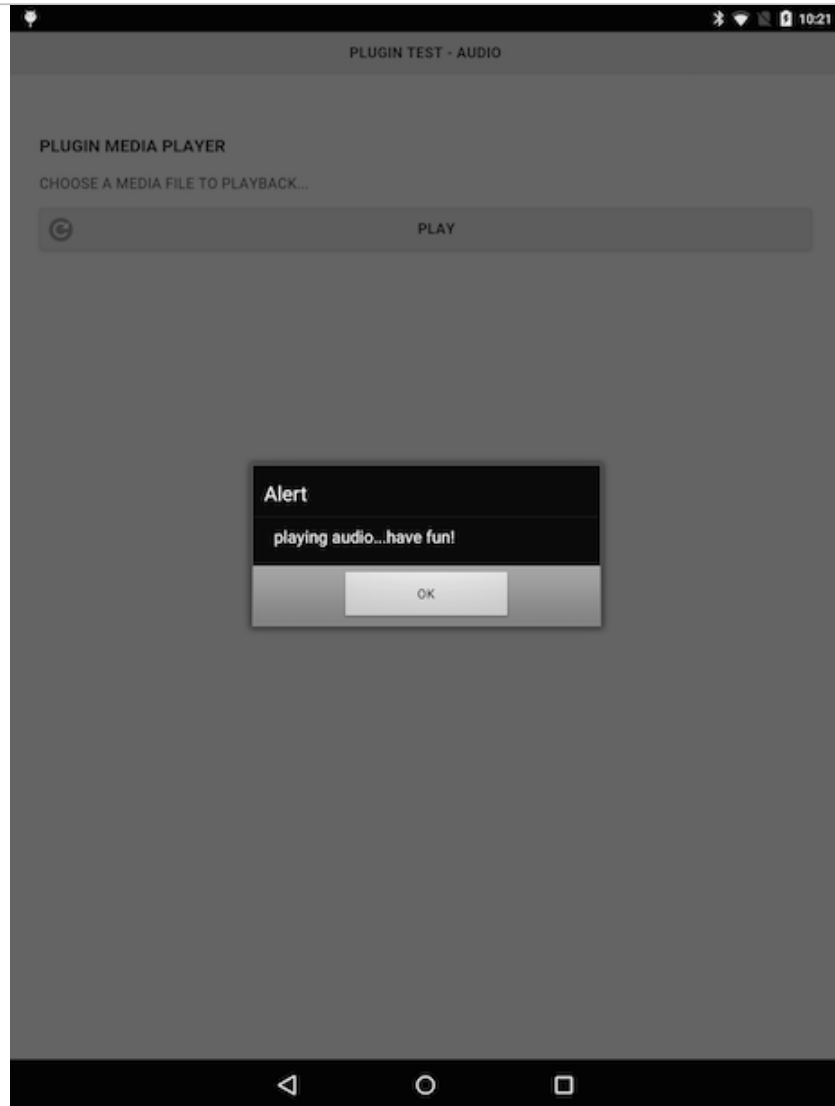 10:21
PLUGIN TEST - AUDIO
PLUGIN MEDIA PLAYER
CHOOSE A MEDIA FILE TO PLAYBACK...
PLAY
Alert
playing audio...have fun!
OK